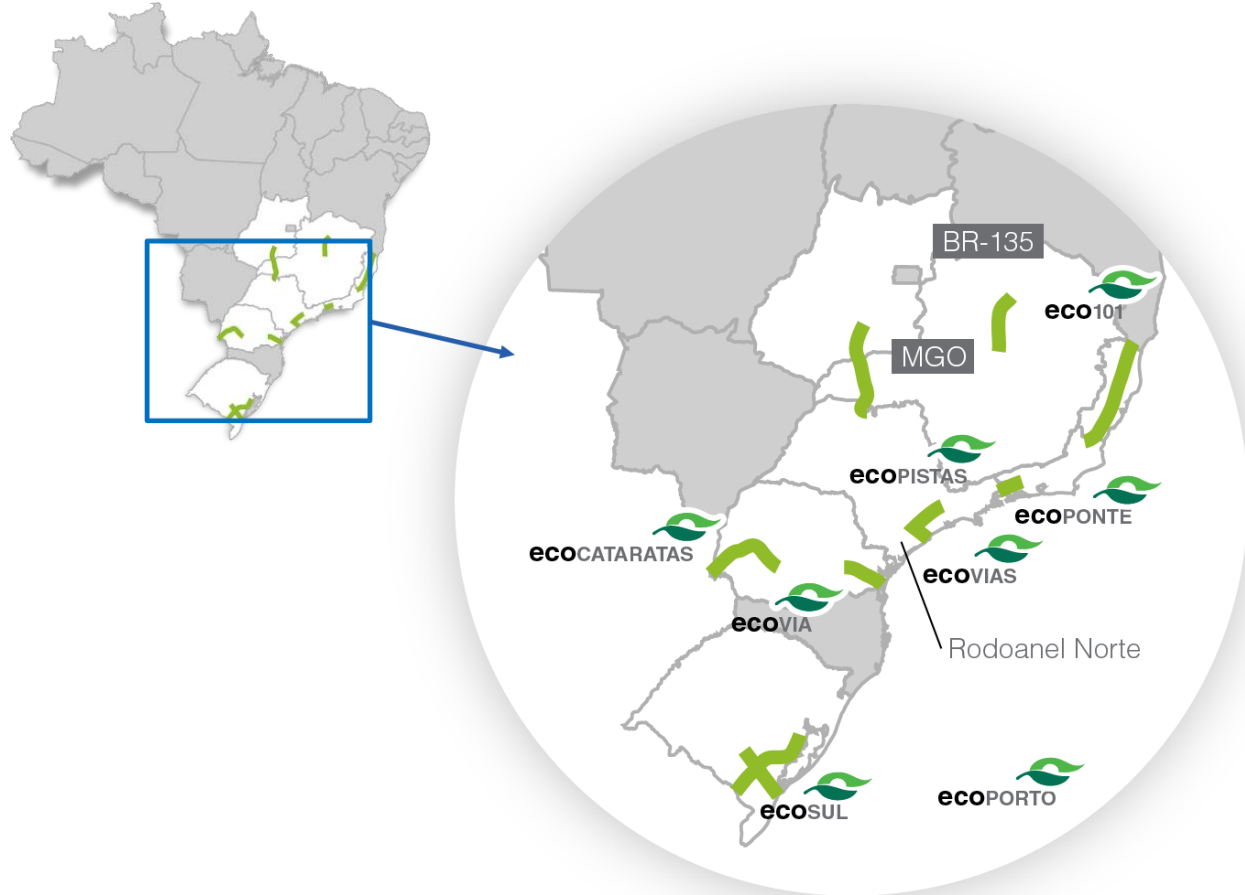 BR-135
eco101
MGO
ecoPISTAS
ecoPONTE
ecoCATARATAS
ecoVIAS
ecoVIA
Rodoanel Norte
ecoSUL
ecoPORTO